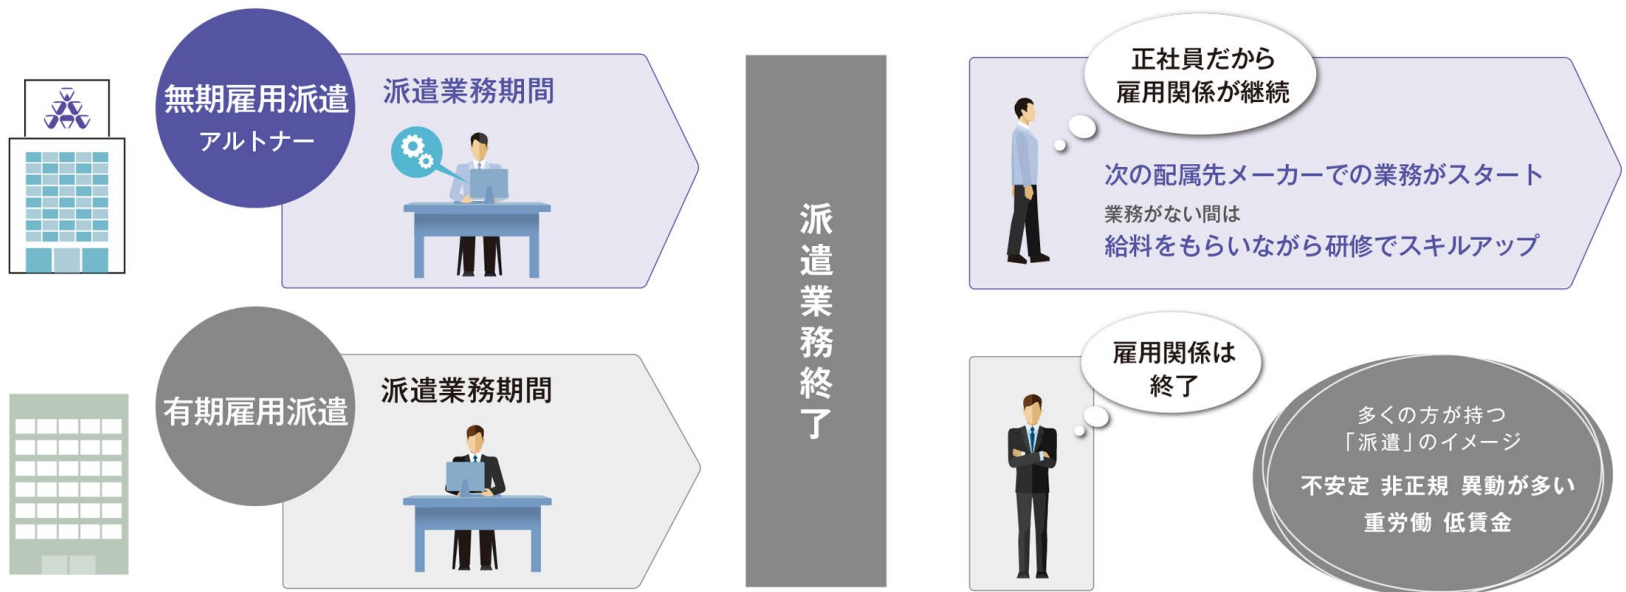 無期雇用派遣
アルトナー
派遣業務期間
派遣業務終了
正社員だから
雇用関係が継続
次の配属先メーカーでの業務がスタート
業務がない間は
給料をもらいながら研修でスキルアップ
有期雇用派遣
派遣業務期間
雇用関係は
終了
多くの方が持つ
「派遣」のイメージ
不安定 非正規 異動が多い
重労働 低賃金